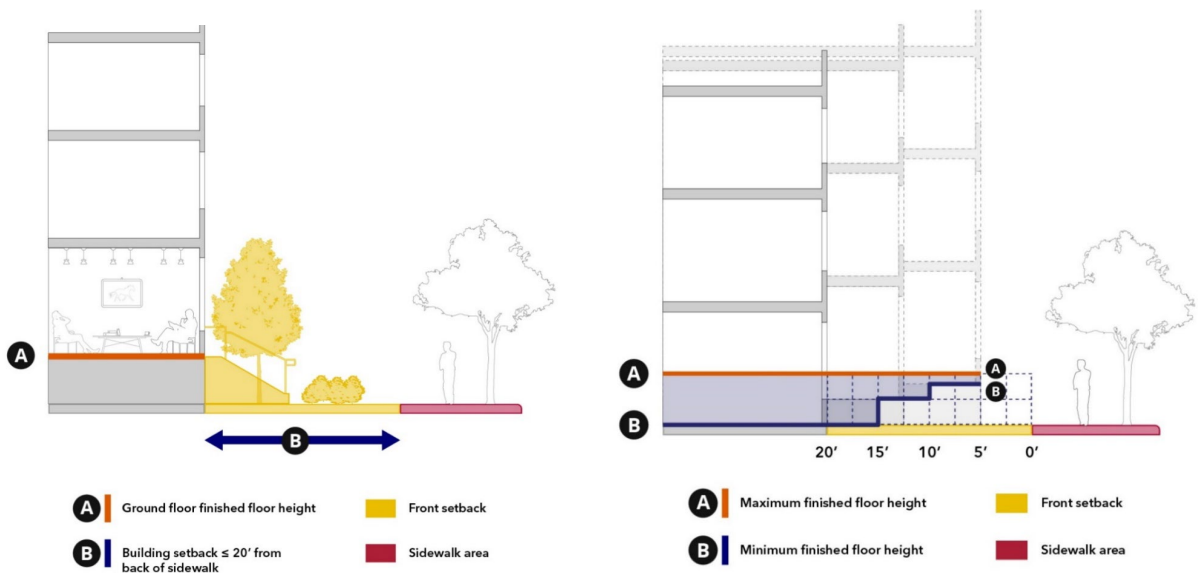 A
B
A
Ground floor finished floor height
Front setback
B
Building setback ≤ 20’ from
back of sidewalk
Sidewalk area
A
A
B
B
20’ 15’ 10’ 5’ 0’
A
Maximum finished floor height
Front setback
B
Minimum finished floor height
Sidewalk area